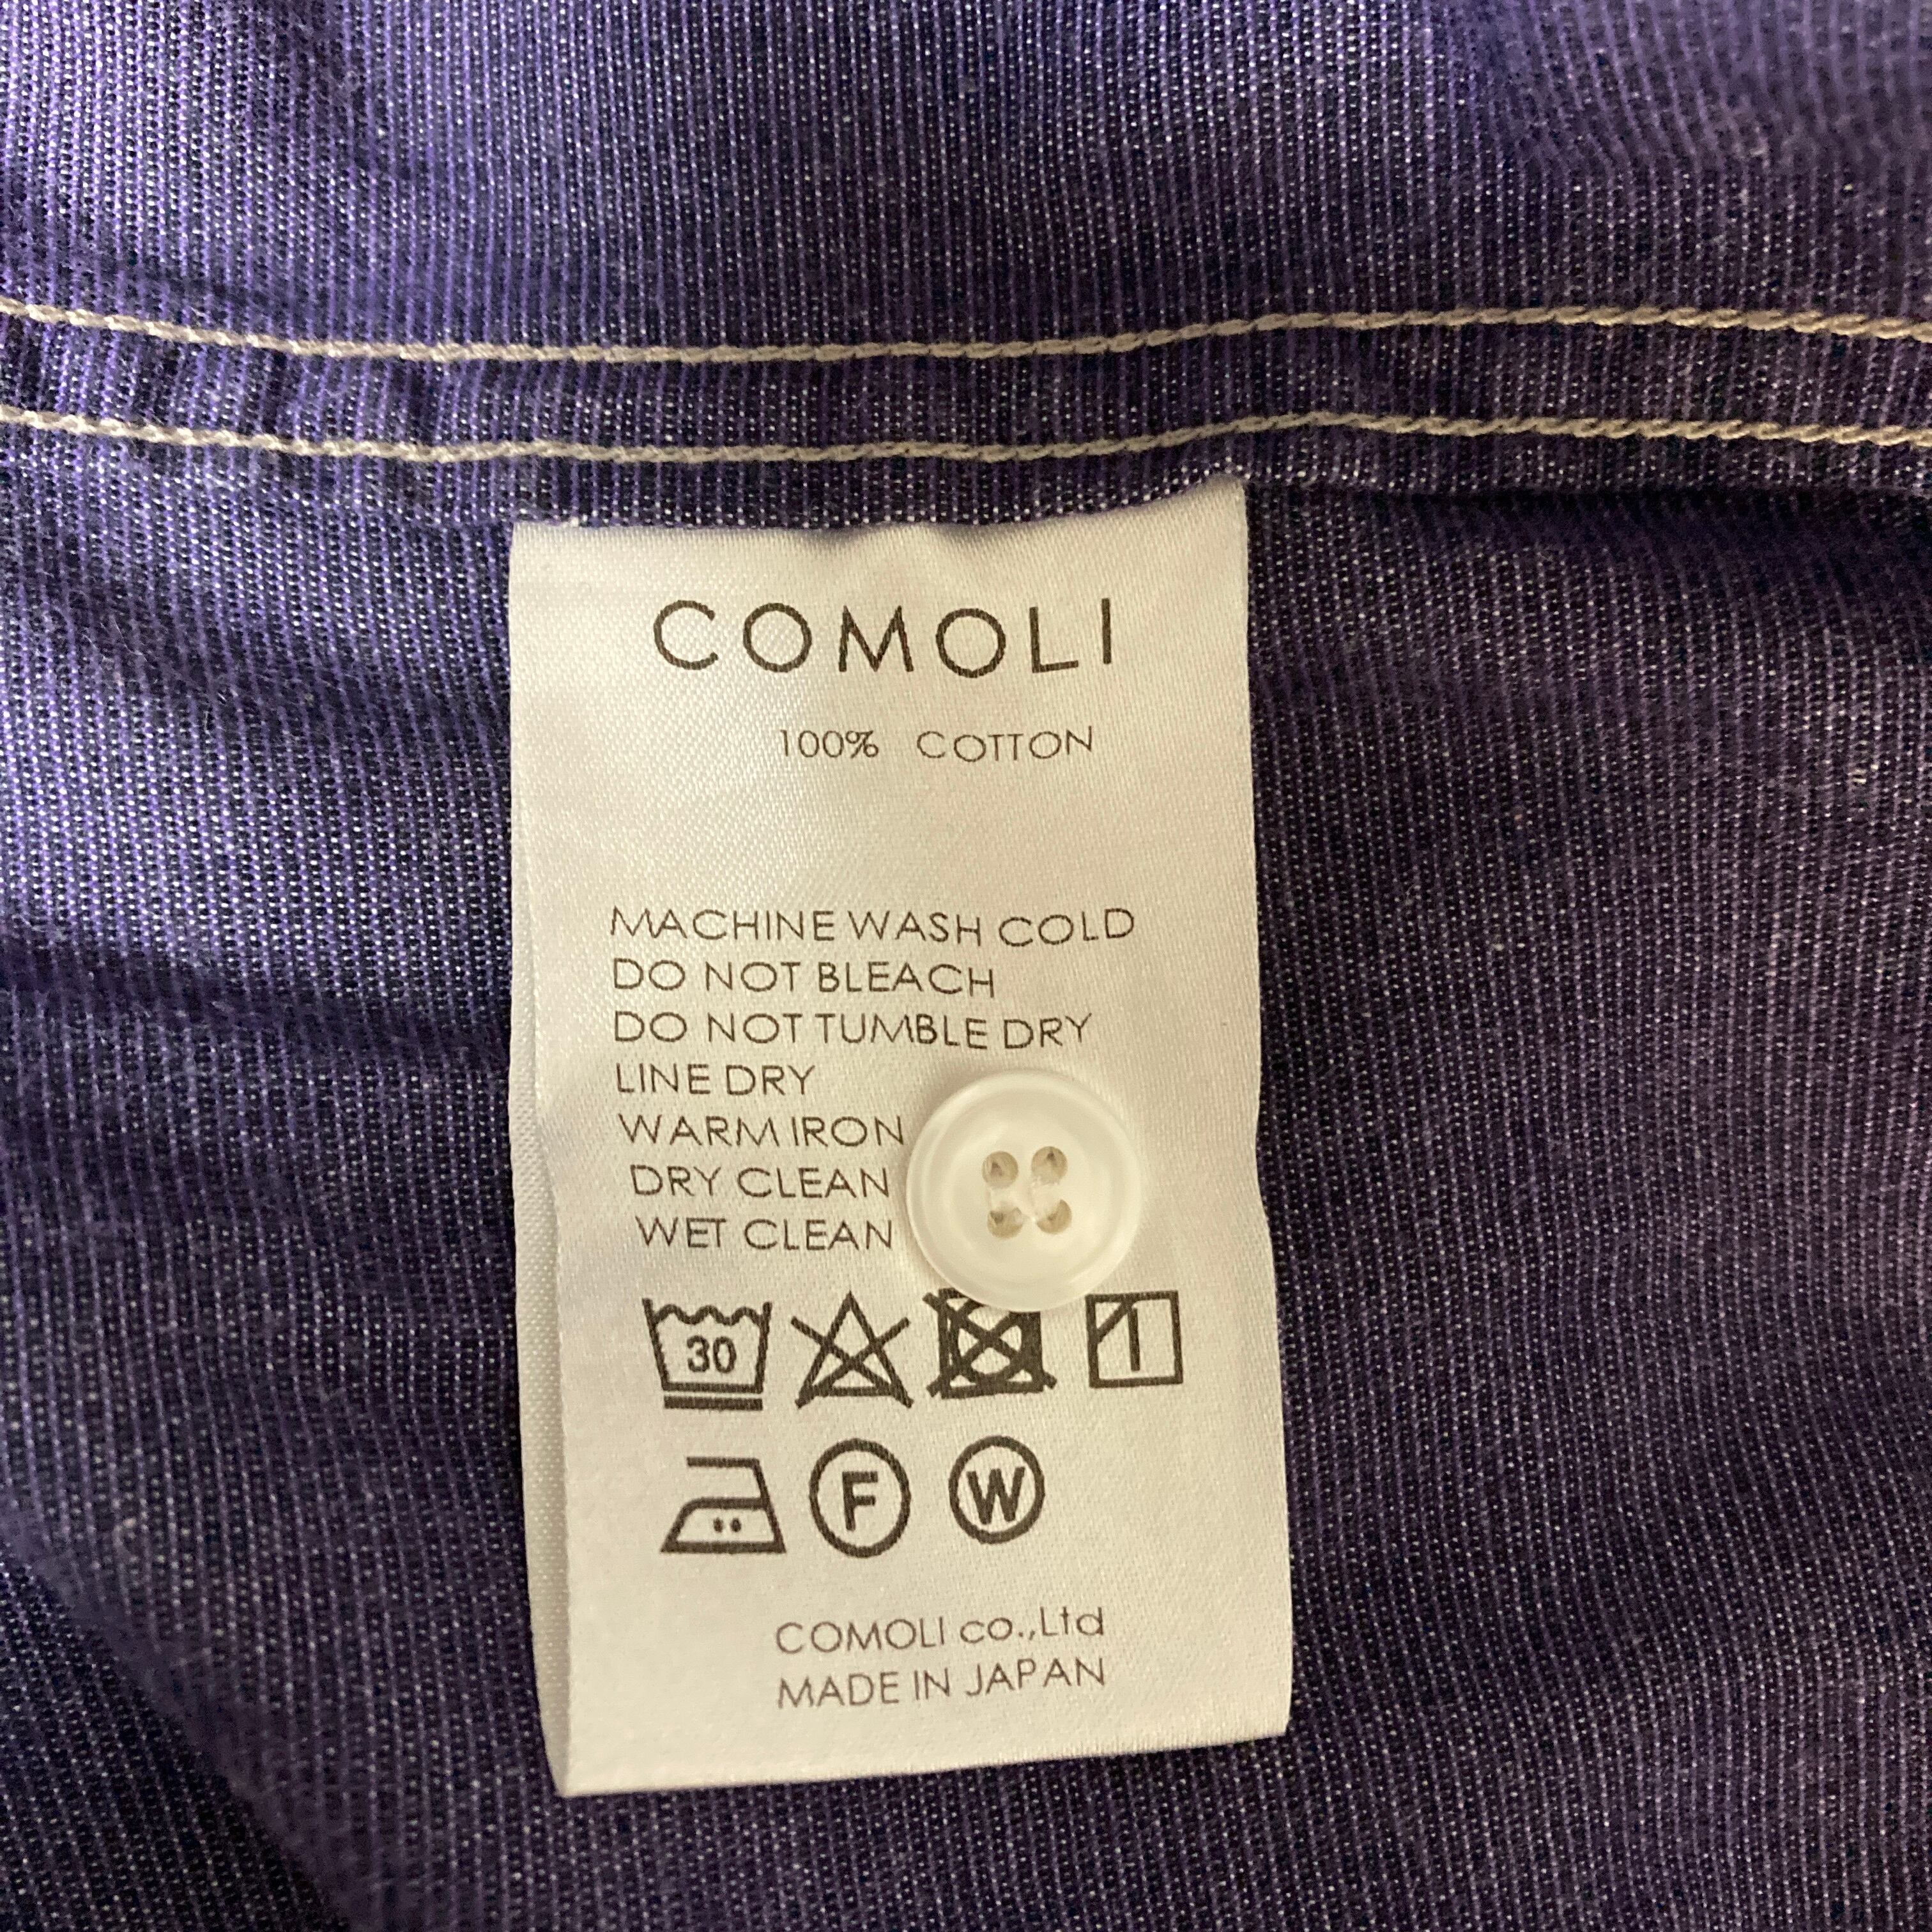 COMOLI
100% COTTON
MACHINE WASH COLD
DO NOT BLEACH
DO NOT TUMBLE DRY
LINE DRY
WARM IRON
DRY CLEAN
WET CLEAN
30
F W
COMOLI co.,Ltd
MADE IN JAPAN